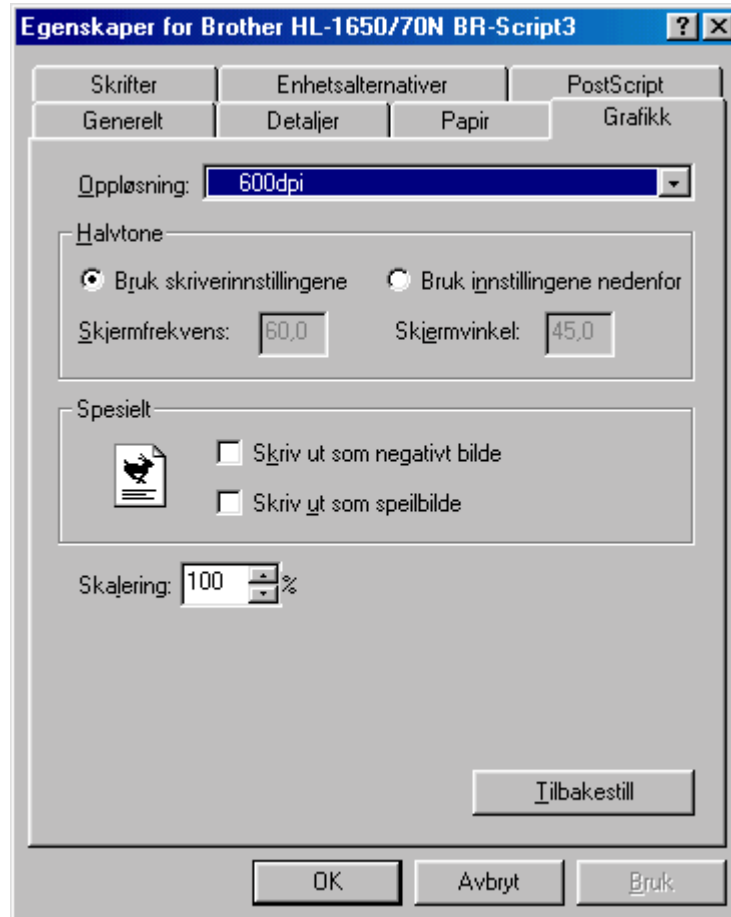 Egenskaper for Brother HL-1650/70N BR-Script3
Skrifter Enhetsalternativer PostScript
Generelt Detaljer Papir Grafikk
Oppløsning: 600dpi
Halvtone
Bruk skriverinnstillingene Bruk innstillingene nedenfor
Skjermfrekvens: 60,0 Skjermvinkel: 45,0
Spesielt
Skriv ut som negativt bilde
Skriv ut som speilbilde
Skalering: 100 %
Tilbakestill
OK Avbryt Bruk